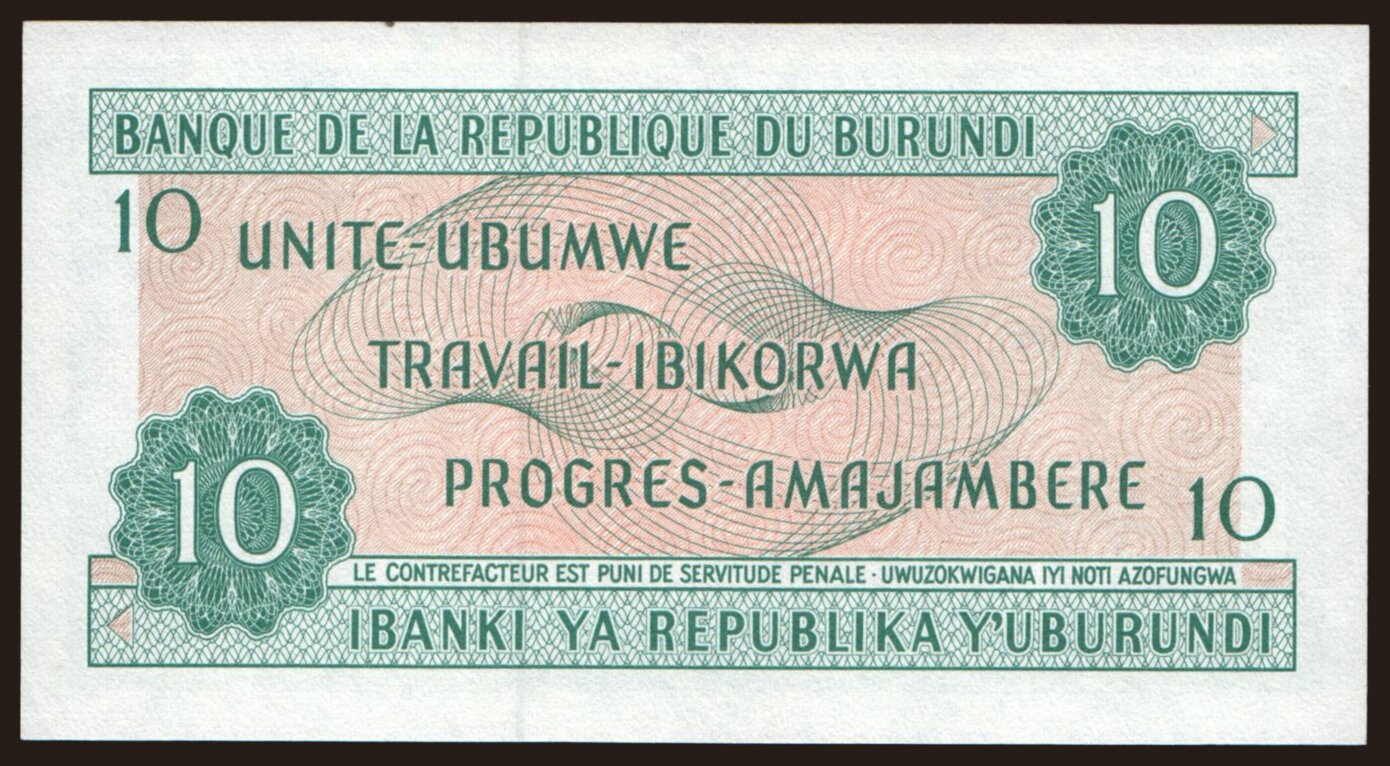 BANQUE DE LA REPUBLIQUE DU BURUNDI
10
10
UNITE-UBUMWE
TRAVAIL-IBIKORWA
PROGRES-AMAJAMBERE
10
10
LE CONTREFACTEUR EST PUNI DE SERVITUDE PENALE · UWUZOKWIGANA IYI NOTI AZOFUNGWA
IBANKI YA REPUBLIKA Y'UBURUNDI